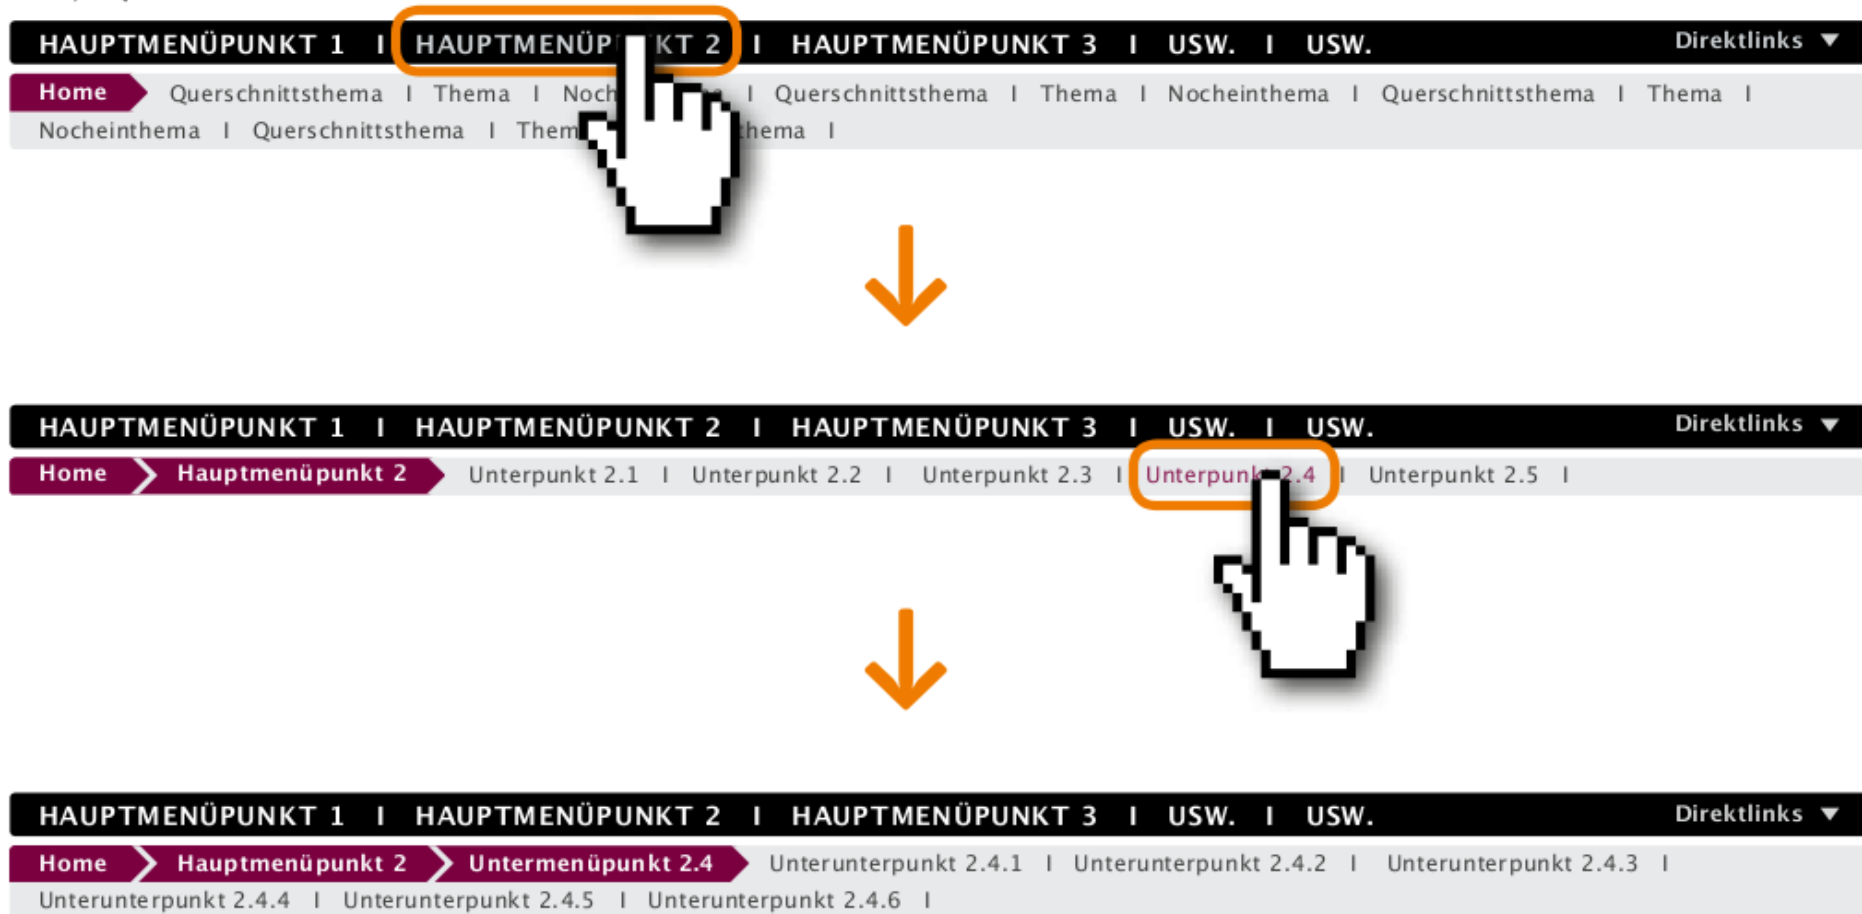 HAUPTMENÜPUNKT 1 I HAUPTMENÜP KT 2 I HAUPTMENÜPUNKT 3 I USW. I USW. Direktlinks ▼
Home Querschnittsthema I Thema I Noch I Querschnittsthema I Thema I Nocheinthema I Querschnittsthema I Thema I
Nocheinthema I Querschnittsthema I Them hema I
HAUPTMENÜPUNKT 1 I HAUPTMENÜPUNKT 2 I HAUPTMENÜPUNKT 3 I USW. I USW. Direktlinks ▼
Home Hauptmenüpunkt 2 Unterpunkt 2.1 I Unterpunkt 2.2 I Unterpunkt 2.3 I Unterpunkt 2.4 I Unterpunkt 2.5 I
HAUPTMENÜPUNKT 1 I HAUPTMENÜPUNKT 2 I HAUPTMENÜPUNKT 3 I USW. I USW. Direktlinks ▼
Home Hauptmenüpunkt 2 Untermenüpunkt 2.4 Unterunterpunkt 2.4.1 I Unterunterpunkt 2.4.2 I Unterunterpunkt 2.4.3 I
Unterunterpunkt 2.4.4 I Unterunterpunkt 2.4.5 I Unterunterpunkt 2.4.6 I